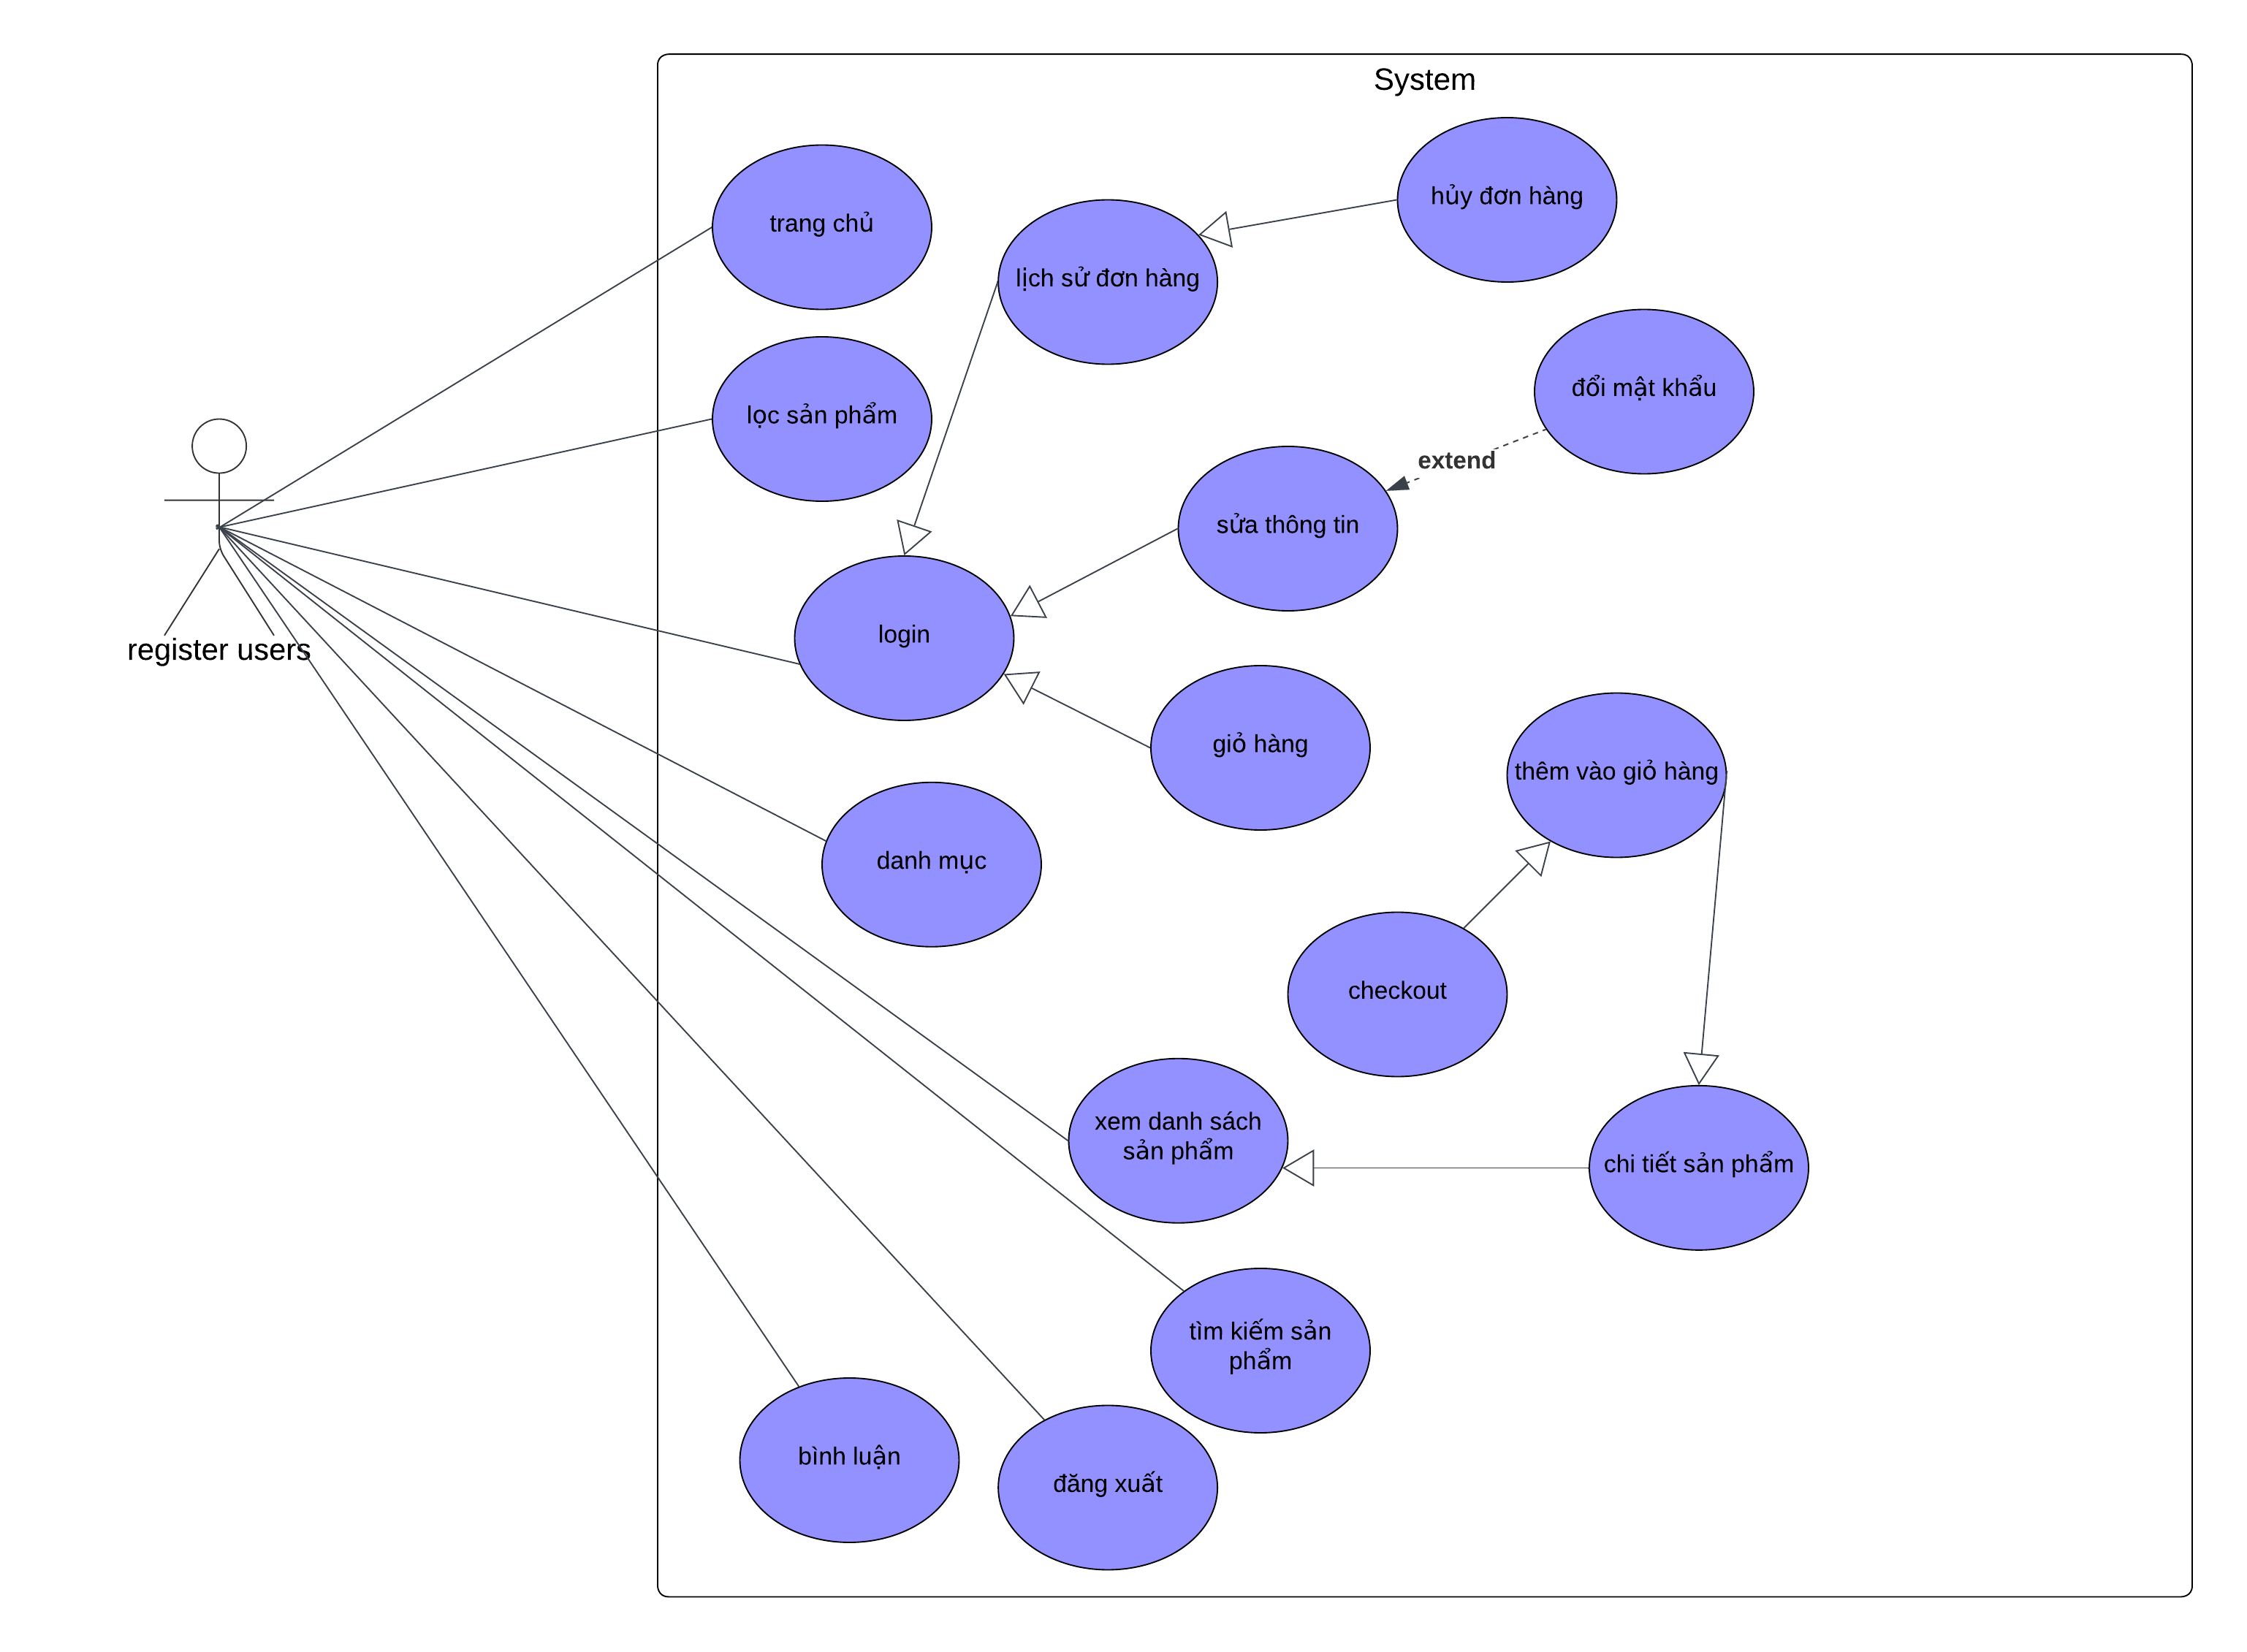 System
hủy đơn hàng
trang chủ
lịch sử đơn hàng
đổi mật khẩu
lọc sản phẩm
extend
sửa thông tin
login
register users
giỏ hàng
thêm vào giỏ hàng
danh mục
checkout
xem danh sách
sản phẩm
chi tiết sản phẩm
tìm kiếm sản
phẩm
bình luận
đăng xuất